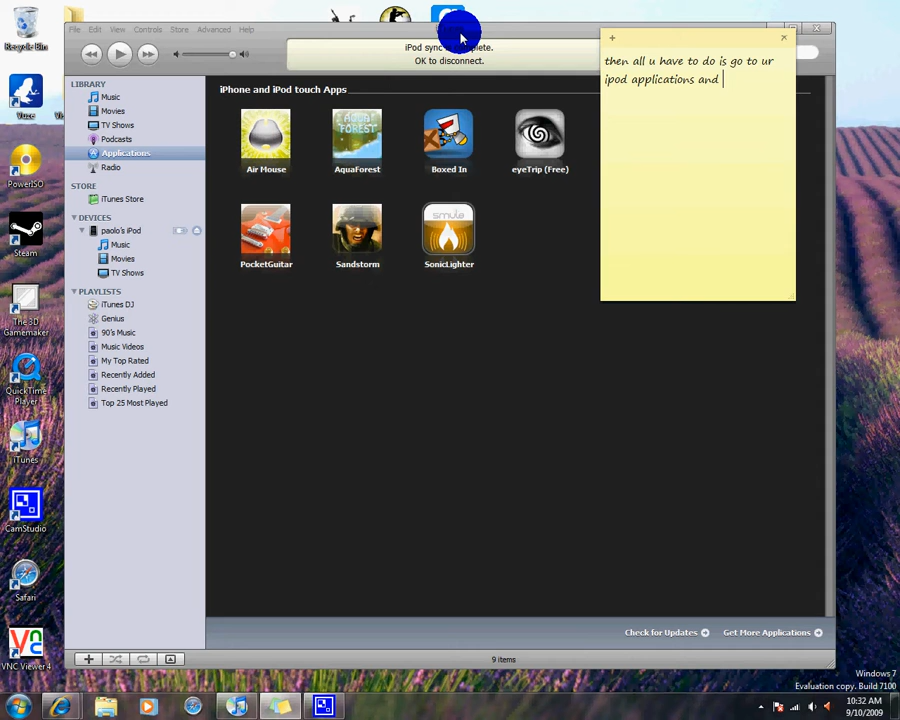 Recycle Bin
Vuze
PowerISO
Steam
The 3D
Gamemaker
QuickTime
Player
iTunes
CamStudio
Safari
VNC Viewer 4
File Edit View Controls Store Advanced Help
iPod sync is complete.
OK to disconnect.
LIBRARY
Music
Movies
TV Shows
Podcasts
Applications
Radio
STORE
iTunes Store
DEVICES
paolo's iPod
Music
Movies
TV Shows
PLAYLISTS
iTunes DJ
Genius
90's Music
Music Videos
My Top Rated
Recently Added
Recently Played
Top 25 Most Played
iPhone and iPod touch Apps
AQUA
FOREST
Air Mouse
AquaForest
Boxed In
eyeTrip (Free)
smule
PocketGuitar
Sandstorm
SonicLighter
then all u have to do is go to ur
ipod applications and
Check for Updates
Get More Applications
9 items
Windows 7
Evaluation copy. Build 7100
10:32 AM
9/10/2009